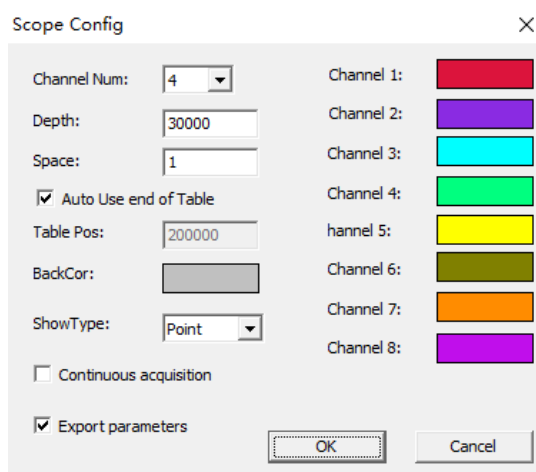 Scope Config
Channel Num: 4
Depth: 30000
Space: 1
Auto Use end of Table
Table Pos: 200000
BackCor:
ShowType: Point
Continuous acquisition
Export parameters
Channel 1:
Channel 2:
Channel 3:
Channel 4:
hannel 5:
Channel 6:
Channel 7:
Channel 8:
OK
Cancel